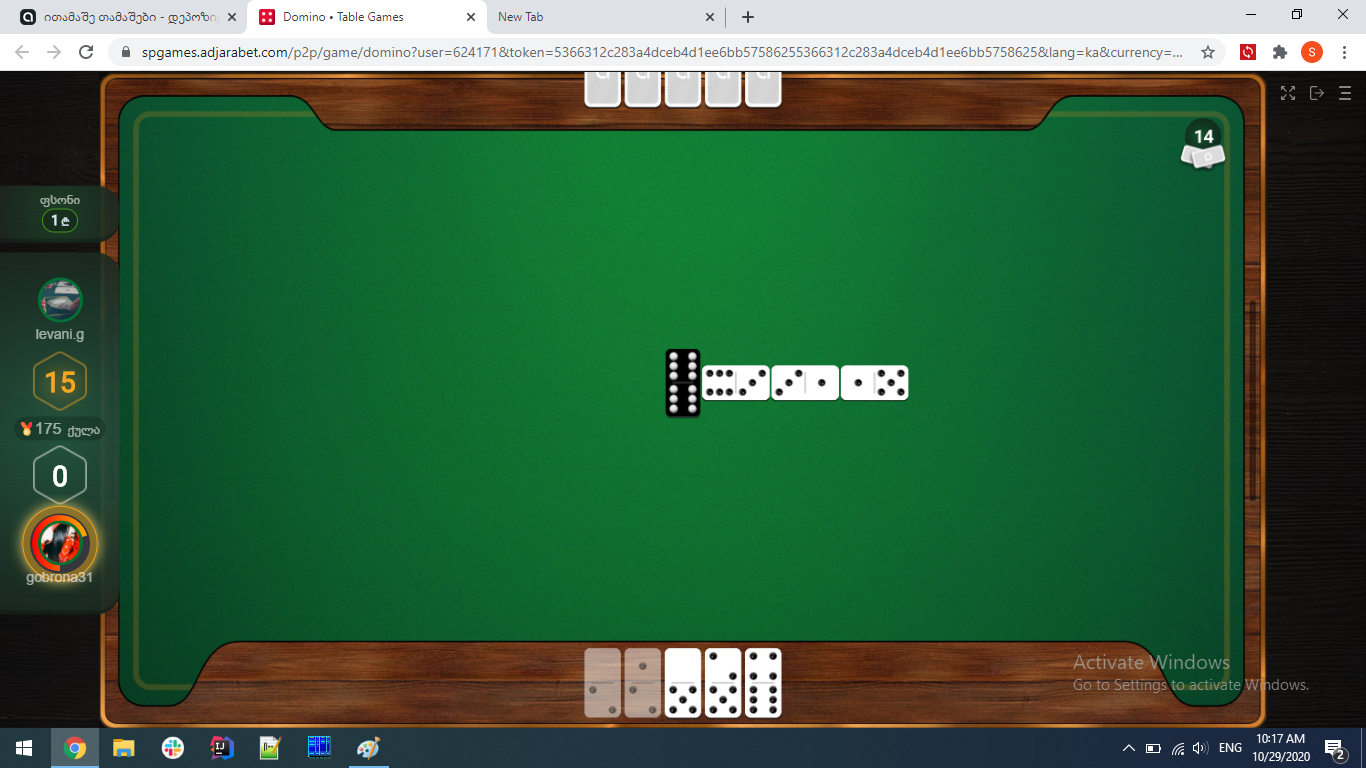 ითამაშე თამაშები - დეპოზი
Domino • Table Games
New Tab
spgames.adjarabet.com/p2p/game/domino?user=624171&token=5366312c283a4dceb4d1ee6bb57586255366312c283a4dceb4d1ee6bb5758625&lang=ka&currency=...
S
14
ფსონი
1 ₾
levani.g
15
175 ქულა
0
gobrona31
Activate Windows
Go to Settings to activate Windows.
ENG
10:17 AM
10/29/2020
2